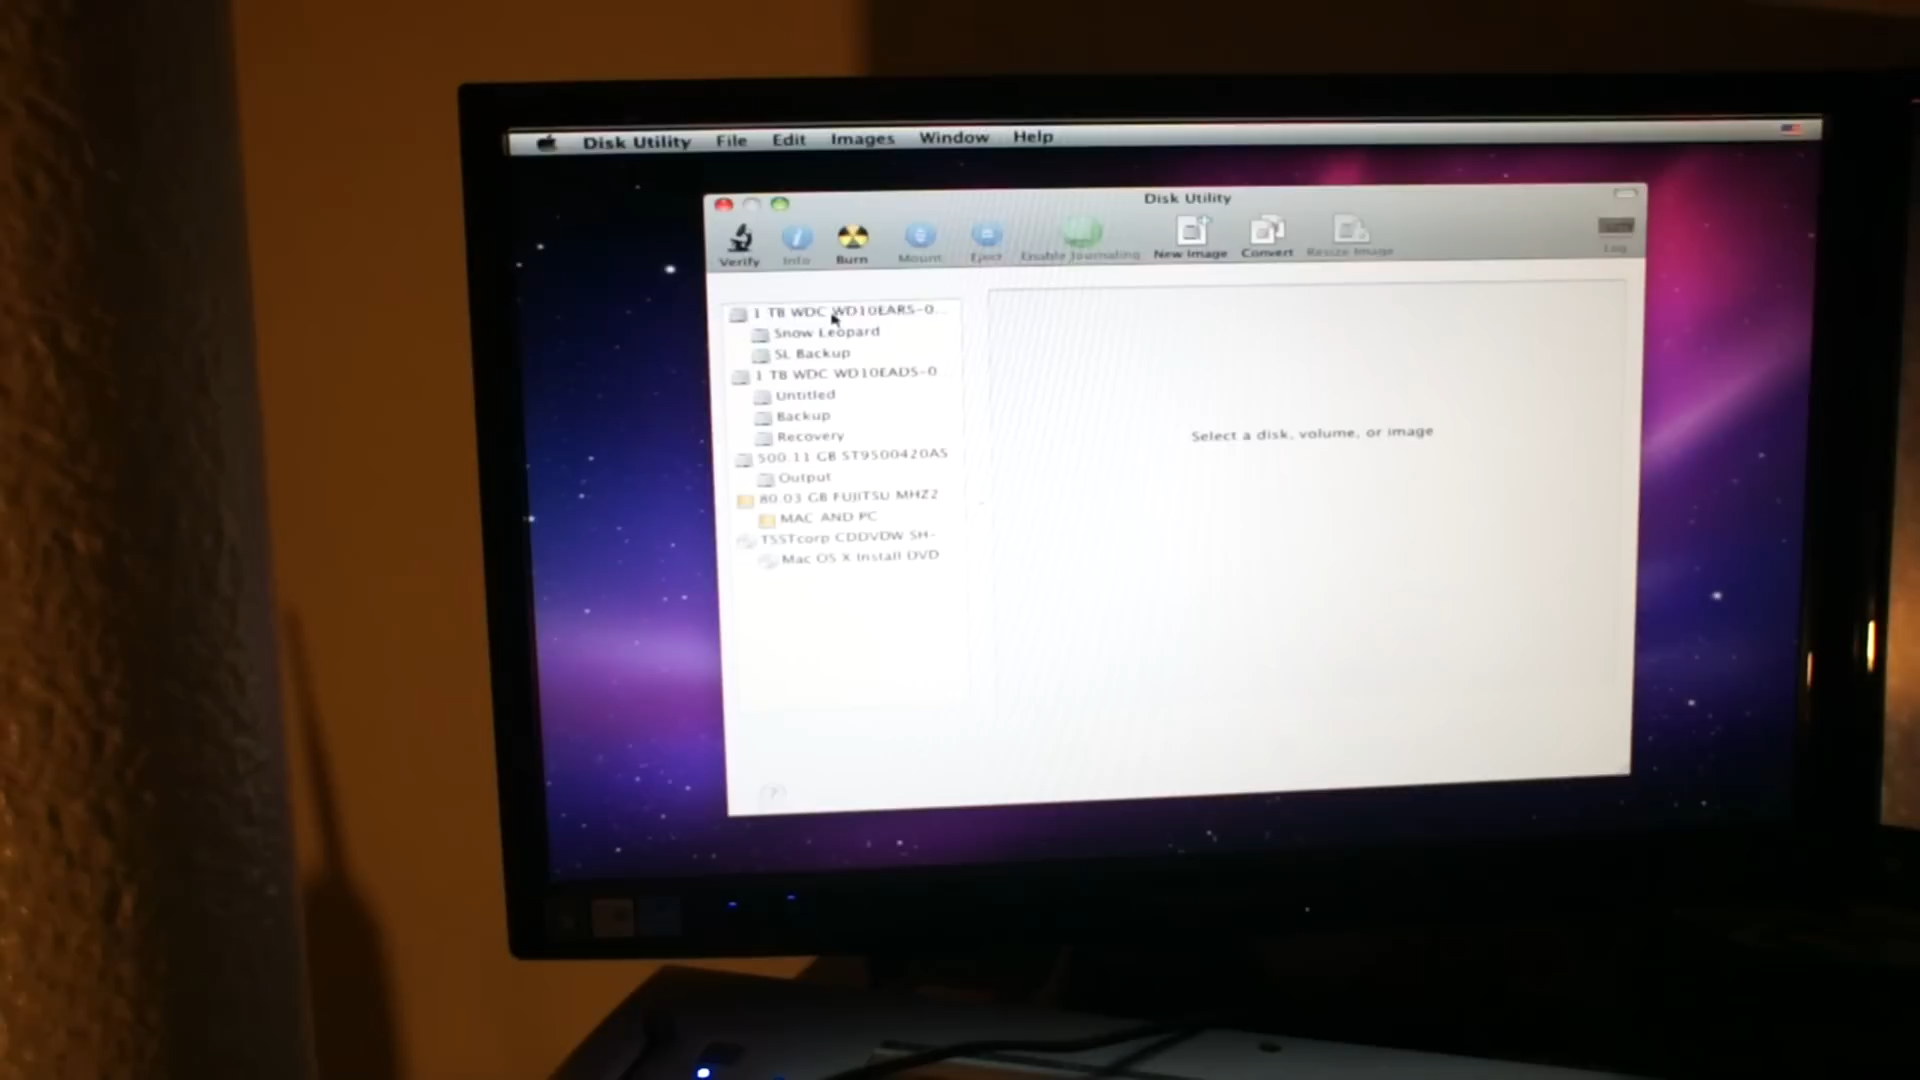 Disk Utility File Edit Images Window Help
Disk Utility
Verify Info Burn Mount Eject Enable Journaling New Image Convert Resize Image Log
1 TB WDC WD10EARS-0...
Snow Leopard
SL Backup
1 TB WDC WD10EADS-0...
Untitled
Backup
Recovery
500.11 GB ST9500420AS
Output
80.03 GB FUJITSU MHZ2
MAC AND PC
TSSTcorp CDDVDW SH-
Mac OS X Install DVD
Select a disk, volume, or image
?